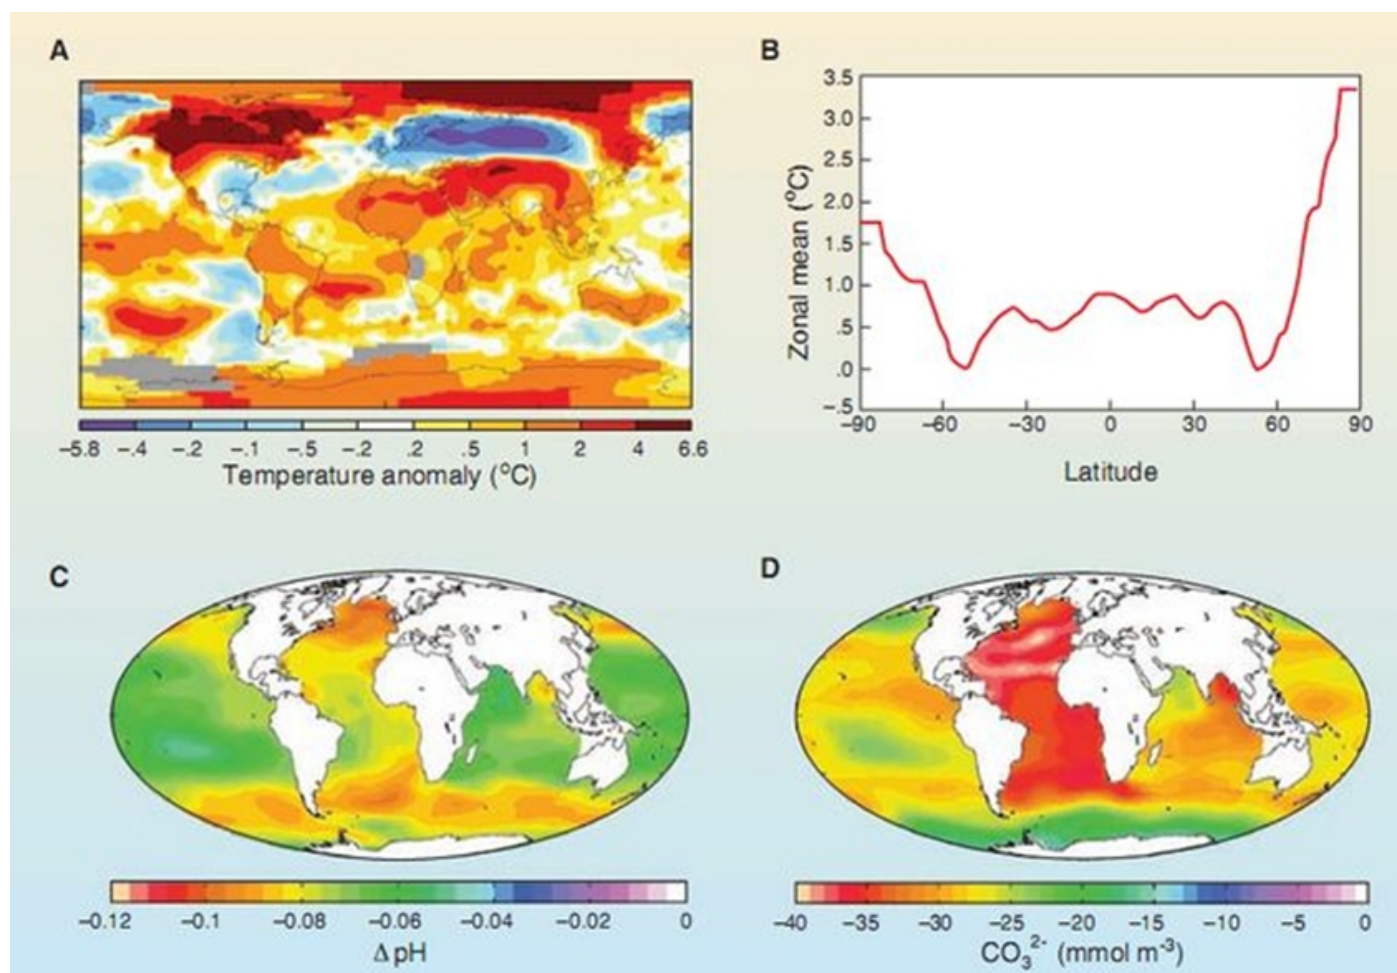 A
B
3.5
3.0
2.5
2.0
1.5
1.0
.5
.0
–.5
Zonal mean (°C)
–90 –60 –30 0 30 60 90
Latitude
–5.8 –.4 –.2 –.1 –.5 –.2 .2 .5 1 2 4 6.6
Temperature anomaly (°C)
C
D
–0.12 –0.1 –0.08 –0.06 –0.04 –0.02 0
Δ pH
–40 –35 –30 –25 –20 –15 –10 –5 0
CO₃²⁻ (mmol m⁻³)